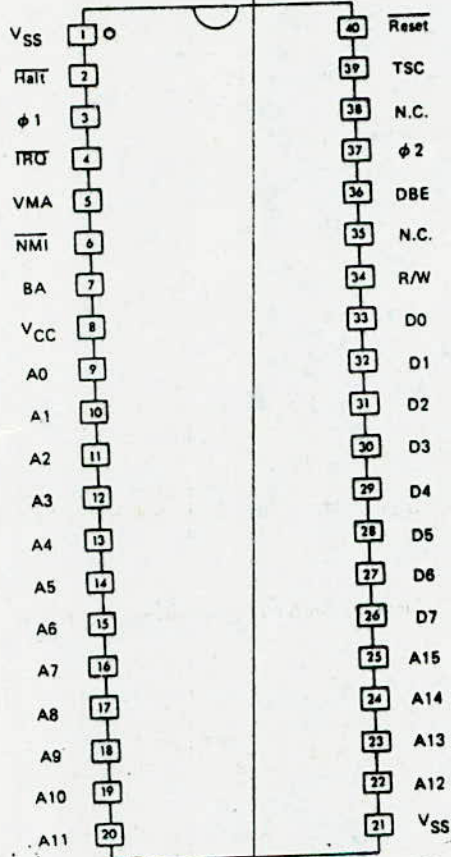 VSS 1 40 Reset
Halt 2 39 TSC
φ1 3 38 N.C.
IRQ 4 37 φ2
VMA 5 36 DBE
NMI 6 35 N.C.
BA 7 34 R/W
VCC 8 33 D0
A0 9 32 D1
A1 10 31 D2
A2 11 30 D3
A3 12 29 D4
A4 13 28 D5
A5 14 27 D6
A6 15 26 D7
A7 16 25 A15
A8 17 24 A14
A9 18 23 A13
A10 19 22 A12
A11 20 21 VSS